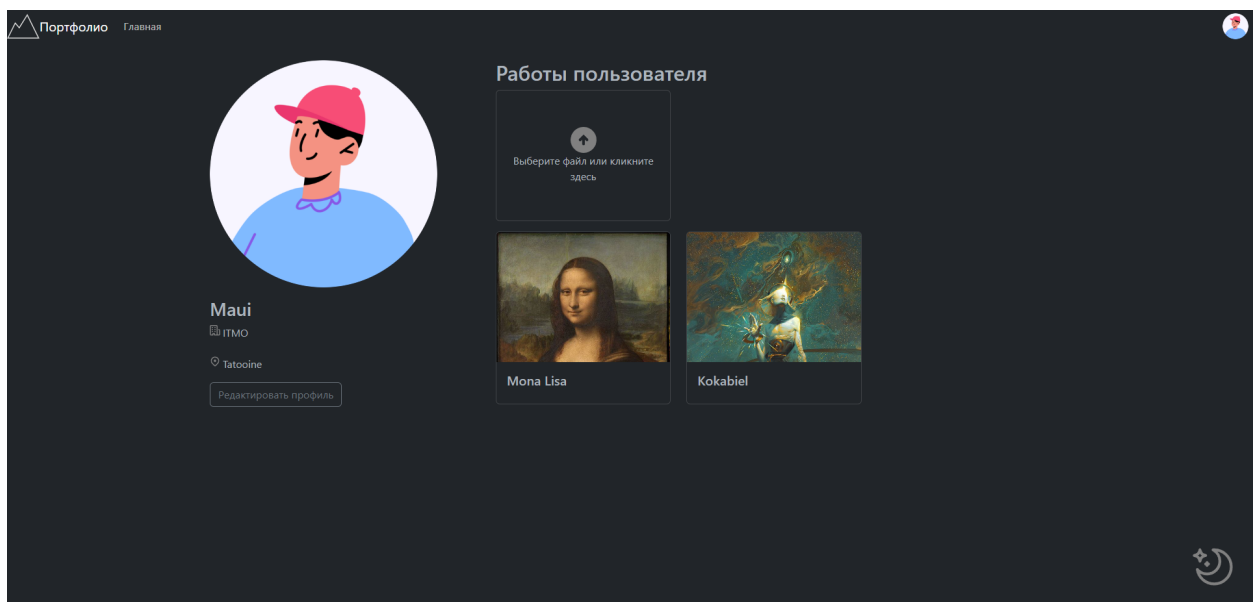 Портфолио Главная
Работы пользователя
Выберите файл или кликните
здесь
Maui
ITMO
Tatooine
Редактировать профиль
Mona Lisa
Kokabiel